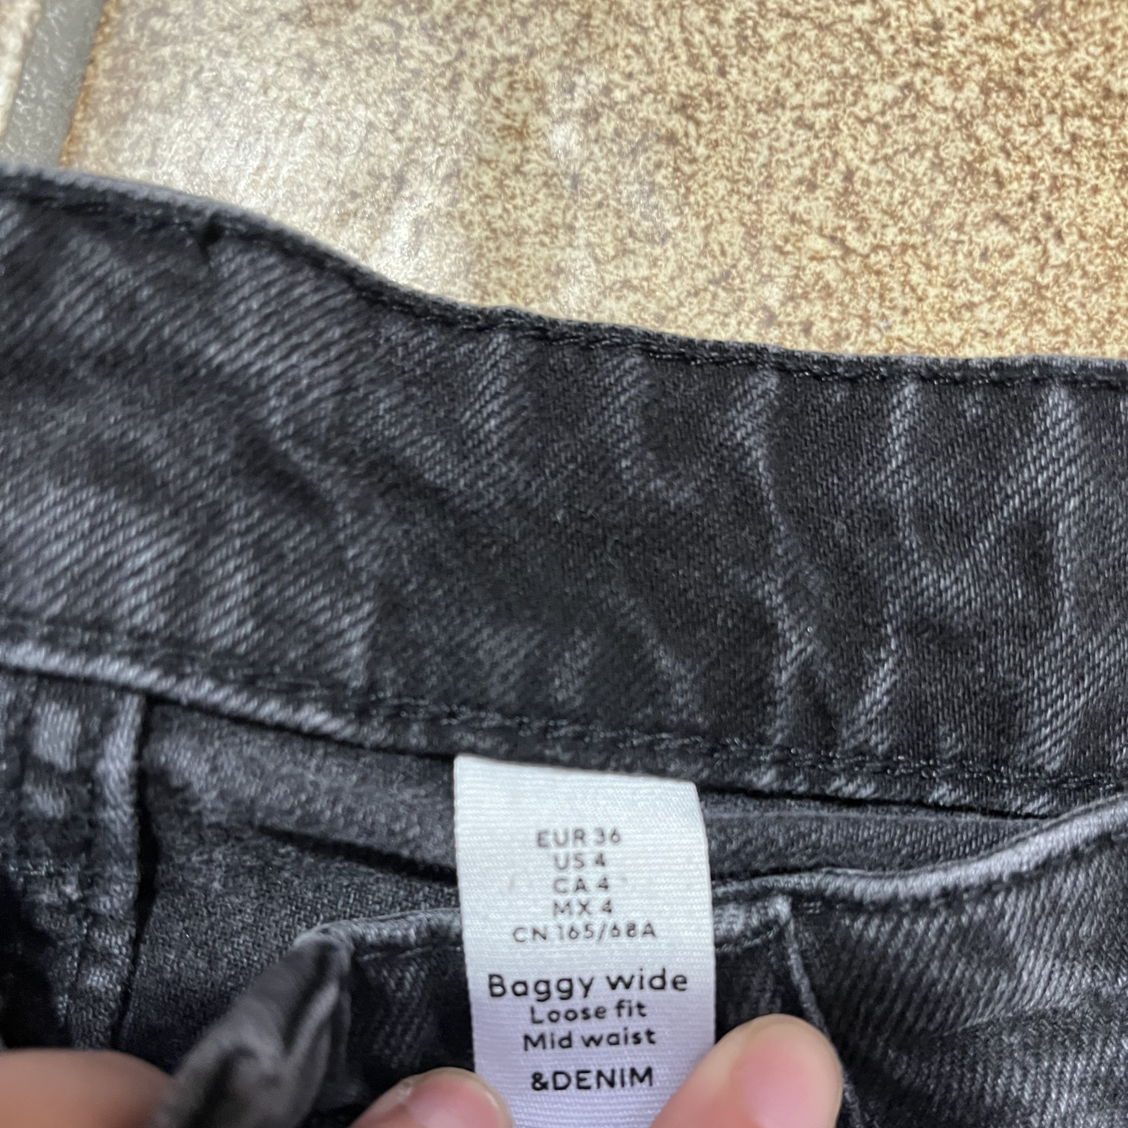 EUR 36
US 4
CA 4
MX 4
CN 165/68A
Baggy wide
Loose fit
Mid waist
&DENIM